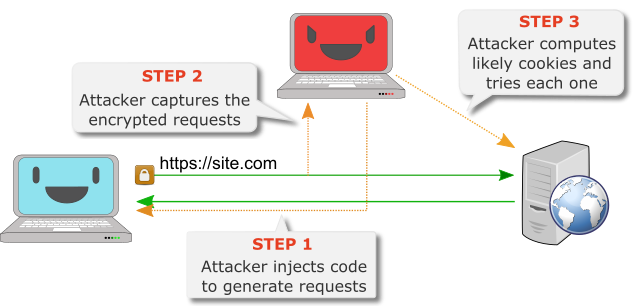 STEP 3
Attacker computes
likely cookies and
tries each one
STEP 2
Attacker captures the
encrypted requests
https://site.com
STEP 1
Attacker injects code
to generate requests